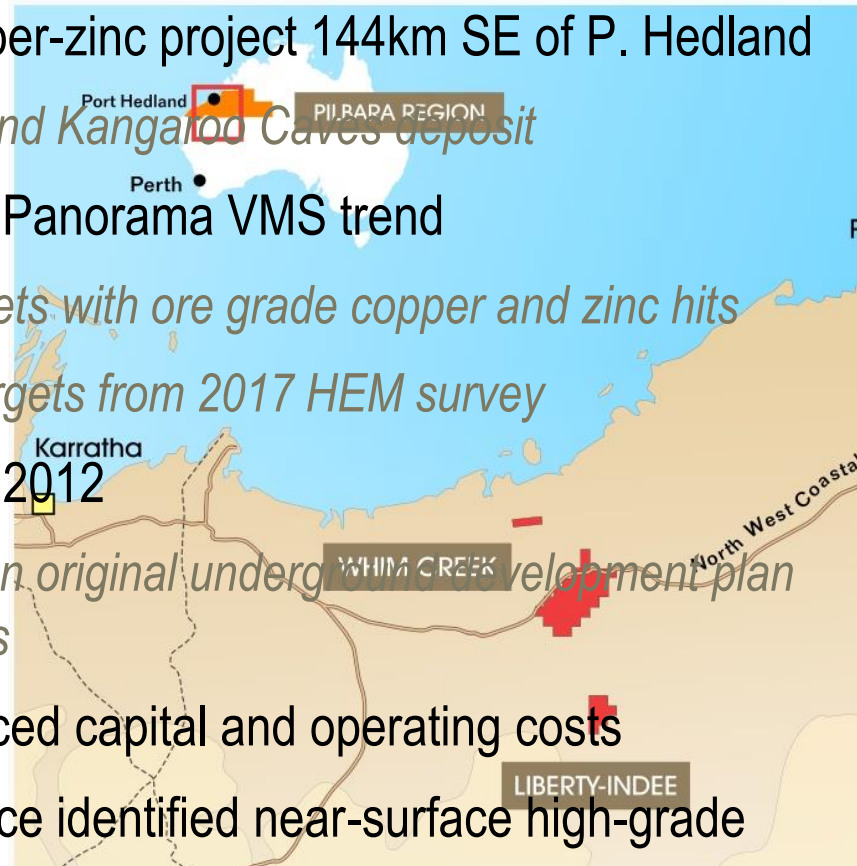 per-zinc project 144km SE of P. Hedland
Port Hedland
PILBARA REGION
nd Kangaroo Caves deposit
Perth
Panorama VMS trend
ets with ore grade copper and zinc hits
rgets from 2017 HEM survey
Karratha
2012
North West Coastal
WHIM CREEK
n original underground development plan
s
ced capital and operating costs
LIBERTY-INDEE
ce identified near-surface high-grade